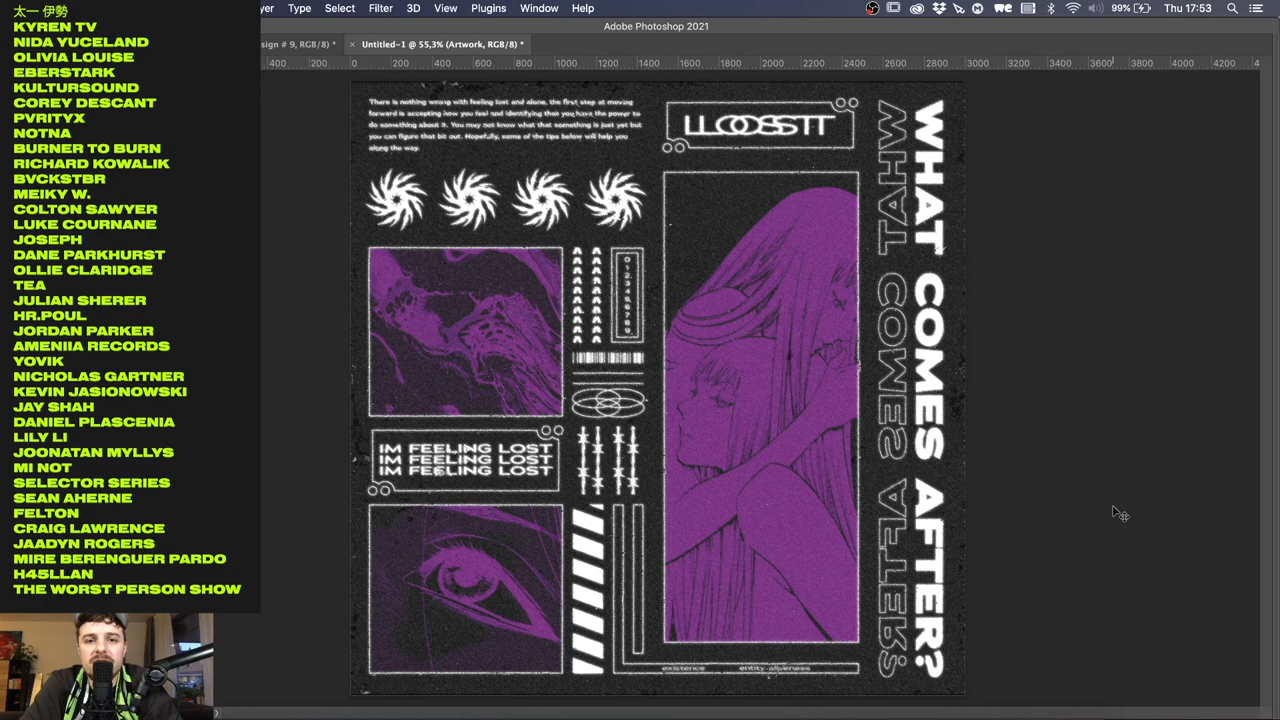 太一 伊勢
KYREN TV
NIDA YUCELAND
OLIVIA LOUISE
EBERSTARK
KULTURSOUND
COREY DESCANT
PVRITYX
NOTNA
BURNER TO BURN
RICHARD KOWALIK
BVCKSTBR
MEIKY W.
COLTON SAWYER
LUKE COURNANE
JOSEPH
DANE PARKHURST
OLLIE CLARIDGE
TEA
JULIAN SHERER
HR.POUL
JORDAN PARKER
AMENIIA RECORDS
YOVIK
NICHOLAS GARTNER
KEVIN JASIONOWSKI
JAY SHAH
DANIEL PLASCENIA
LILY LI
JOONATAN MYLLYS
MI NOT
SELECTOR SERIES
SEAN AHERNE
FELTON
CRAIG LAWRENCE
JAADYN ROGERS
MIRE BERENGUER PARDO
H45LLAN
THE WORST PERSON SHOW
yer Type Select Filter 3D View Plugins Window Help
99% Thu 17:53
Adobe Photoshop 2021
sign # 9, RGB/8) * × Untitled-1 @ 55,3% (Artwork, RGB/8) *
400 200 0 200 400 600 800 1000 1200 1400 1600 1800 2000 2200 2400 2600 2800 3000 3200 3400 3600 3800 4000 4200 4
There is nothing wrong with feeling lost and alone, the first step at moving
forward is accepting how you feel and identifying that you have the power to
do something about it. You may not know what that something is just yet but
you can figure that bit out. Hopefully, some of the tips below will help you
along the way.
LLOOSSTT
0
1
2
3
4
5
6
7
8
9
IM FEELING LOST
IM FEELING LOST
IM FEELING LOST
existence entity aliveness
WHAT COMES AFTER?
WHAT COMES AFTER?